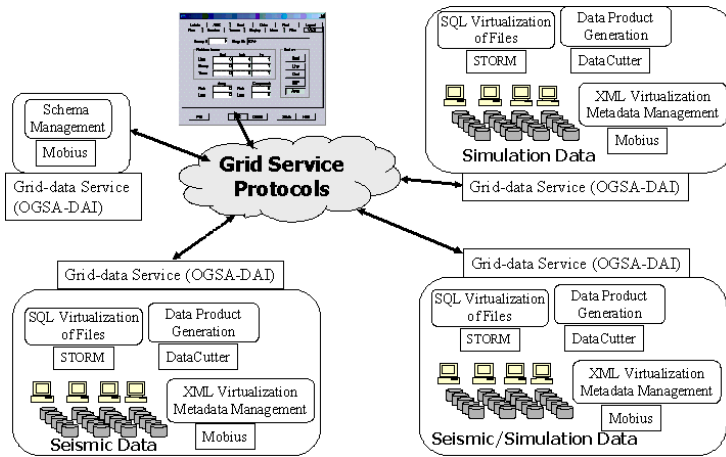 SQL Virtualization
of Files
STORM
Data Product
Generation
DataCutter
XML Virtualization
Metadata Management
Mobius
Simulation Data
Grid-data Service (OGSA-DAI)
Schema
Management
Mobius
Grid-data Service
(OGSA-DAI)
Grid Service
Protocols
Grid-data Service (OGSA-DAI)
SQL Virtualization
of Files
STORM
Data Product
Generation
DataCutter
XML Virtualization
Metadata Management
Mobius
Seismic Data
Grid-data Service (OGSA-DAI)
SQL Virtualization
of Files
STORM
Data Product
Generation
DataCutter
XML Virtualization
Metadata Management
Mobius
Seismic/Simulation Data